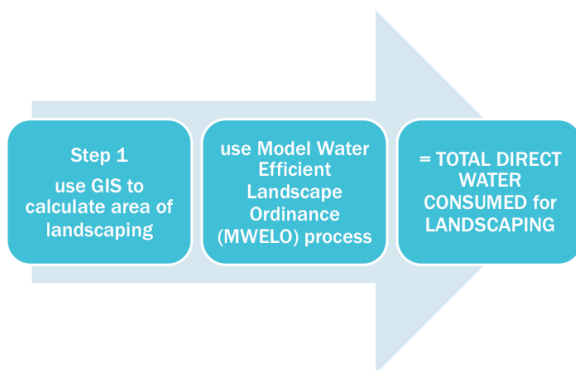 Step 1
use GIS to
calculate area of
landscaping
use Model Water
Efficient
Landscape
Ordinance
(MWELO) process
= TOTAL DIRECT
WATER
CONSUMED for
LANDSCAPING